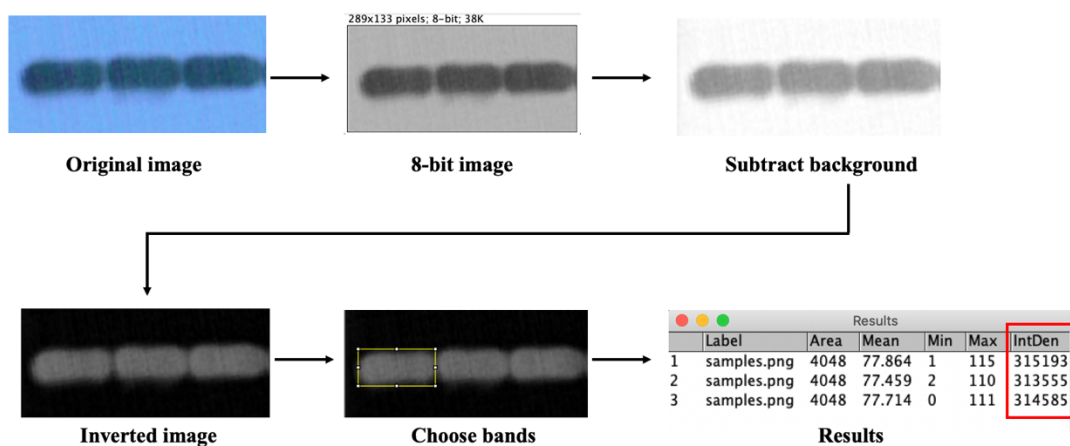 289x133 pixels; 8-bit; 38K
Original image
8-bit image
Subtract background
Inverted image
Choose bands
Results
Label Area Mean Min Max IntDen
1 samples.png 4048 77.864 1 115 315193
2 samples.png 4048 77.459 2 110 313555
3 samples.png 4048 77.714 0 111 314585
Results